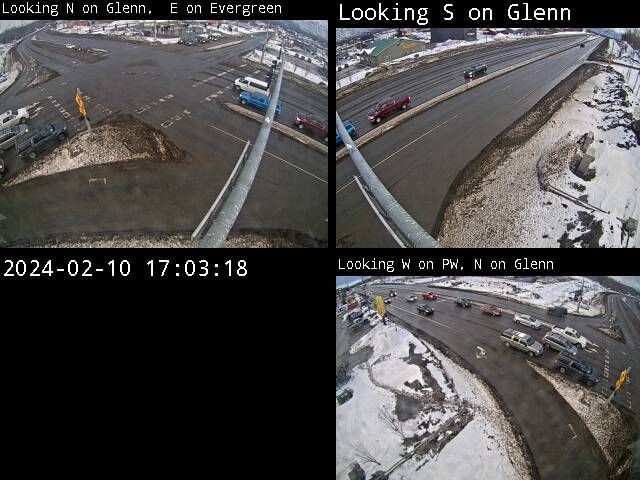 Looking N on Glenn,  E on Evergreen
Looking S on Glenn
2024-02-10 17:03:18
Looking W on PW, N on Glenn